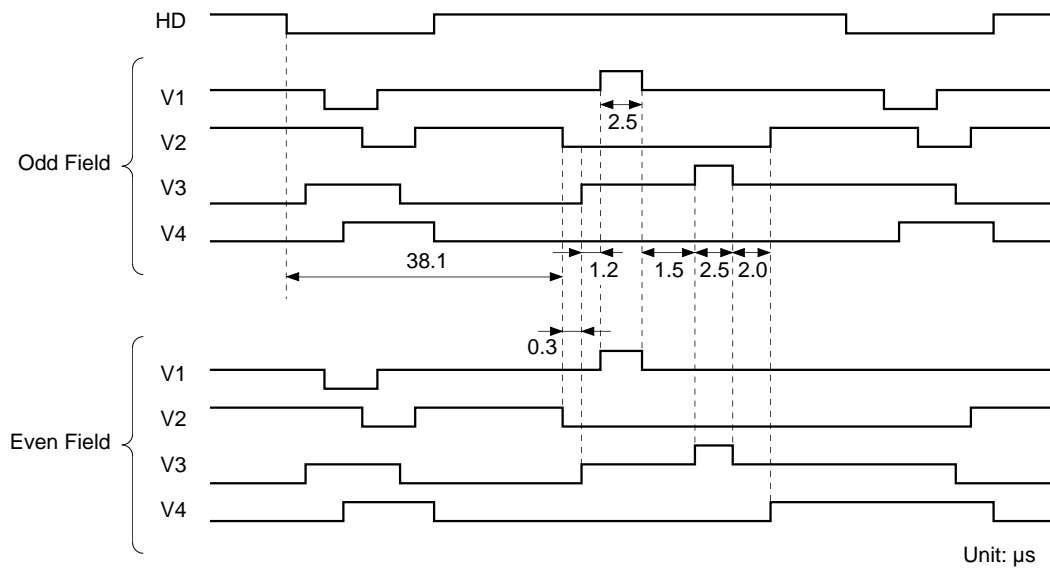 HD
Odd Field
V1
2.5
V2
V3
V4
38.1
1.2
1.5
2.5
2.0
0.3
Even Field
V1
V2
V3
V4
Unit: μs